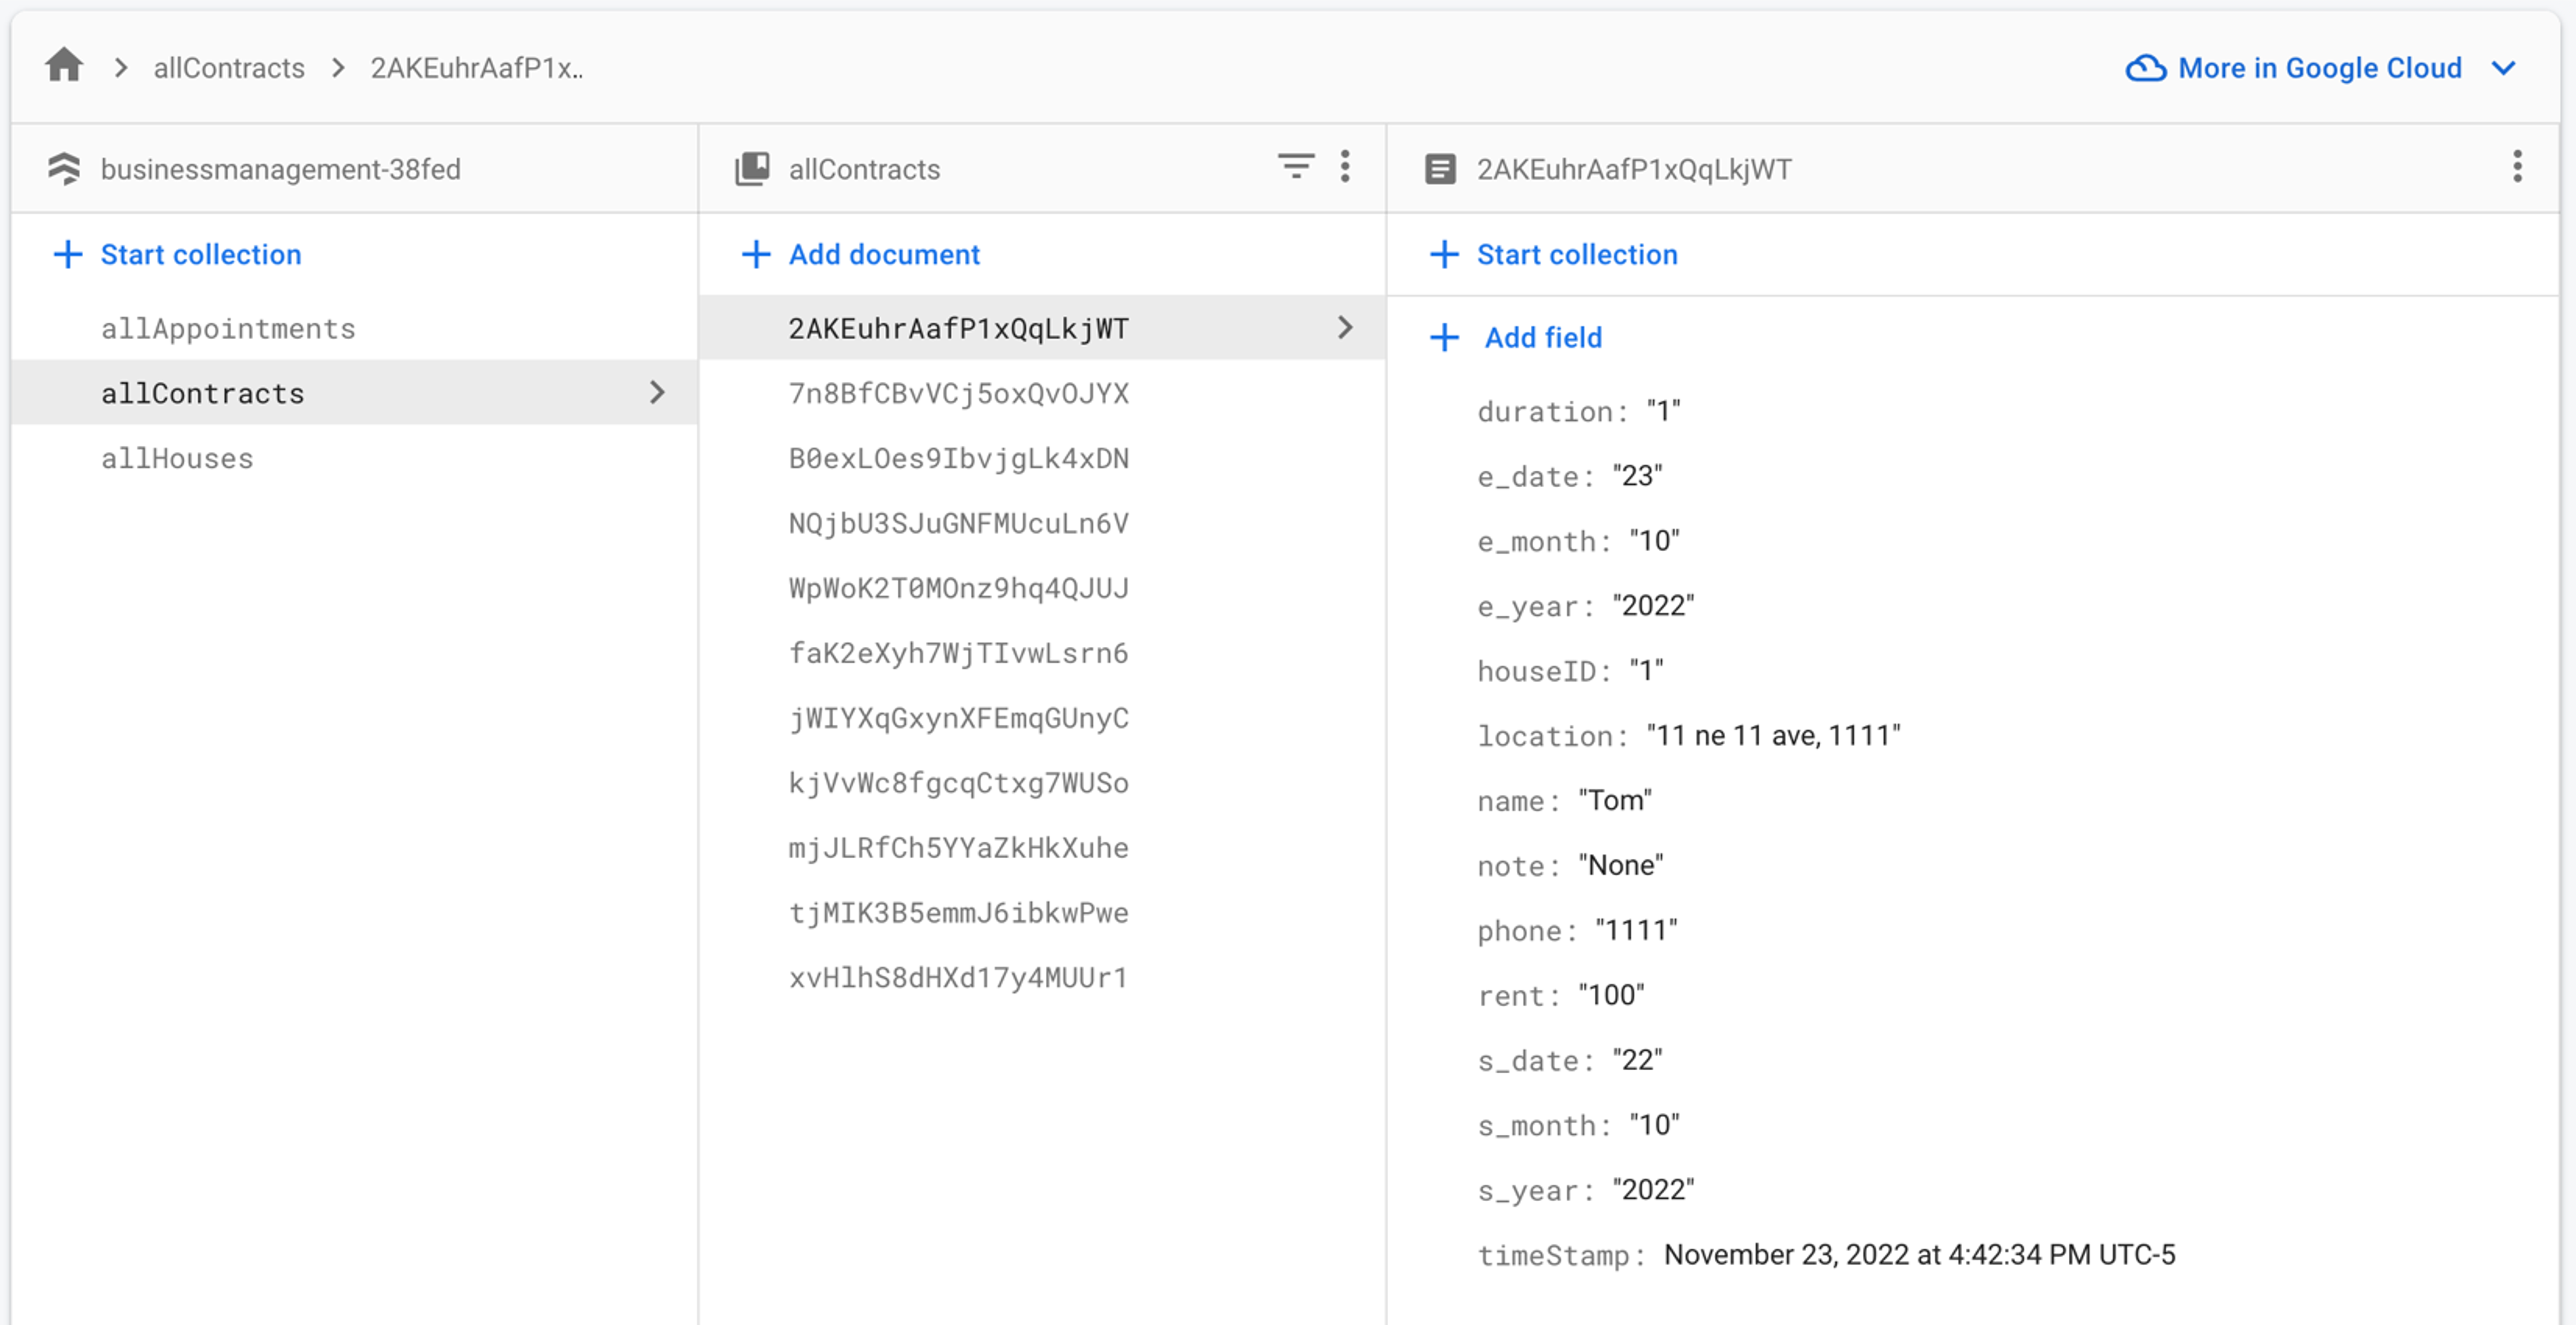 allContracts 2AKEuhrAafP1x..
More in Google Cloud
businessmanagement-38fed
Start collection
allAppointments
allContracts
allHouses
allContracts
Add document
2AKEuhrAafP1xQqLkjWT
7n8BfCBvVCj5oxQvOJYX
B0exLOes9IbvjgLk4xDN
NQjbU3SJuGNFMUcuLn6V
WpWoK2T0MOnz9hq4QJUJ
faK2eXyh7WjTIvwLsrn6
jWIYXqGxynXFEmqGUnyC
kjVvWc8fgcqCtxg7WUSo
mjJLRfCh5YYaZkHkXuhe
tjMIK3B5emmJ6ibkwPwe
xvHlhS8dHXd17y4MUUr1
2AKEuhrAafP1xQqLkjWT
Start collection
Add field
duration: "1"
e_date: "23"
e_month: "10"
e_year: "2022"
houseID: "1"
location: "11 ne 11 ave, 1111"
name: "Tom"
note: "None"
phone: "1111"
rent: "100"
s_date: "22"
s_month: "10"
s_year: "2022"
timeStamp: November 23, 2022 at 4:42:34 PM UTC-5